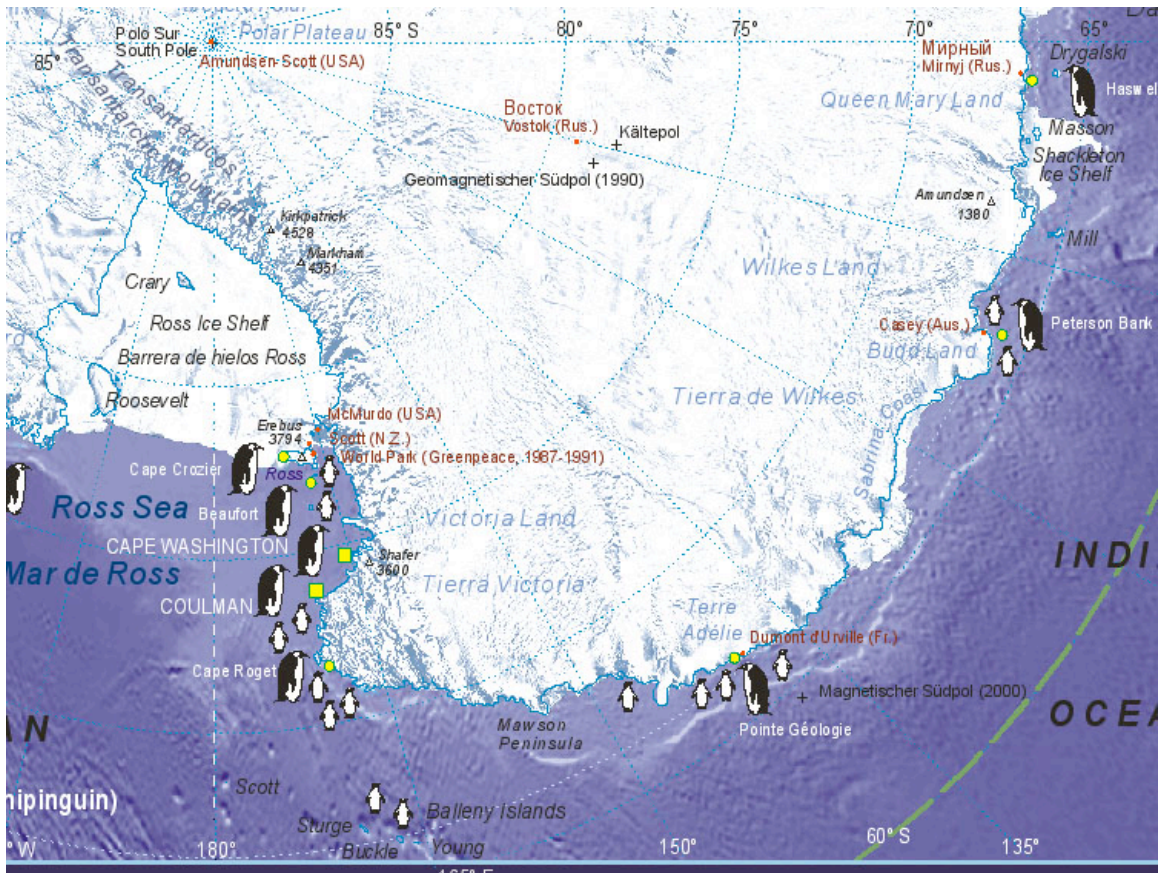 Polar Plateau
Polo Sur
South Pole
85°
85° S
80°
75°
70°
65°
Amundsen-Scott (USA)
Transantarctic Mountains
Мирный
Mirnyj (Rus.)
Drygalski
Haswel
Queen Mary Land
Masson
Shackleton
Ice Shelf
Восток
Vostok (Rus.)
Kältepol
Geomagnetischer Südpol (1990)
Amundsen
1380
Kirkpatrick
4528
Markham
4351
Mill
Wilkes Land
Crary
Ross Ice Shelf
Barrera de hielos Ross
Roosevelt
Casey (Aus.)
Budd Land
Peterson Bank
Tierra de Wilkes
Sabrina Coast
McMurdo (USA)
Erebus
3794
Scott (N.Z.)
World Park (Greenpeace, 1987-1991)
Cape Crozier
Ross
Ross Sea
Beaufort
Victoria Land
CAPE WASHINGTON
Shafer
3600
Mar de Ross
Tierra Victoria
COULMAN
INDI
Terre
Adélie
Dumont d'Urville (Fr.)
Cape Roget
Magnetischer Südpol (2000)
Pointe Géologie
OCEA
AN
Mawson
Peninsula
Scott
nipinguin)
Balleny Islands
Sturge
Buckle
Young
° W
180°
150°
60° S
135°
165° E